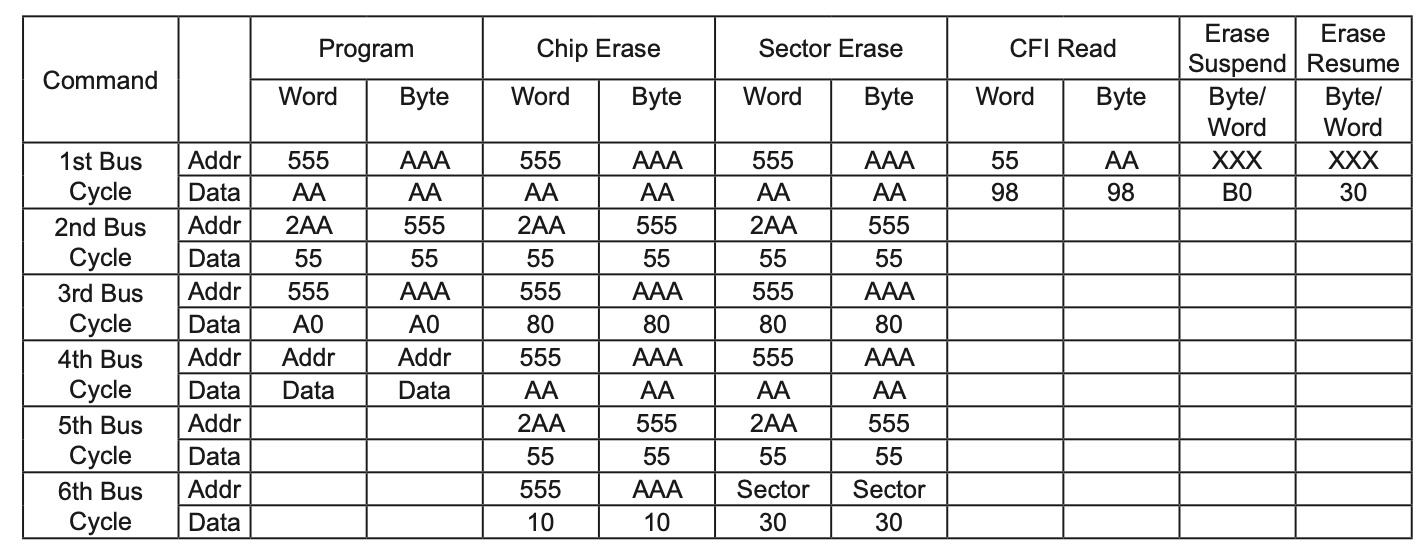 Command Program Chip Erase Sector Erase CFI Read Erase Suspend Erase Resume
Word Byte Word Byte Word Byte Word Byte Byte/ Word Byte/ Word
1st Bus Cycle Addr 555 AAA 555 AAA 555 AAA 55 AA XXX XXX
Data AA AA AA AA AA AA 98 98 B0 30
2nd Bus Cycle Addr 2AA 555 2AA 555 2AA 555
Data 55 55 55 55 55 55
3rd Bus Cycle Addr 555 AAA 555 AAA 555 AAA
Data A0 A0 80 80 80 80
4th Bus Cycle Addr Addr Addr 555 AAA 555 AAA
Data Data Data AA AA AA AA
5th Bus Cycle Addr 2AA 555 2AA 555
Data 55 55 55 55
6th Bus Cycle Addr 555 AAA Sector Sector
Data 10 10 30 30